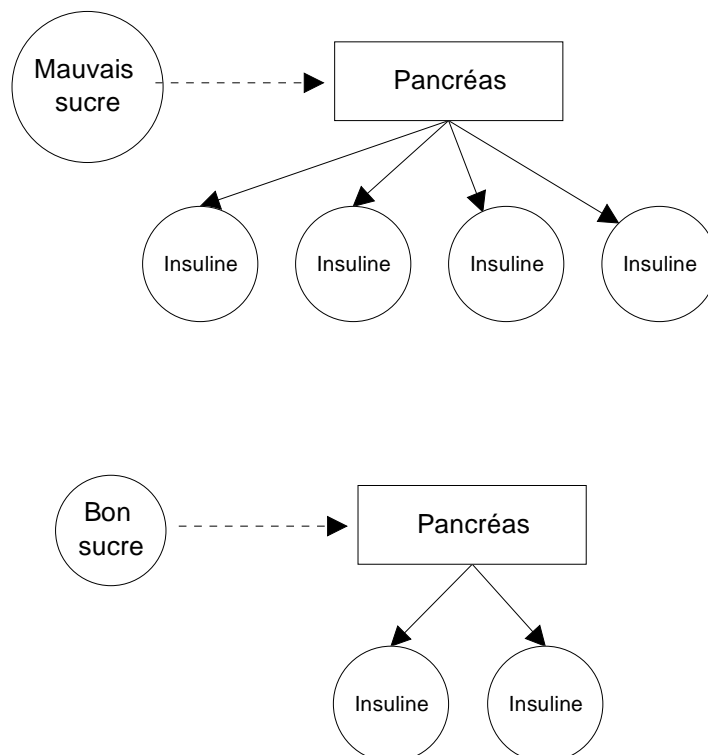 Mauvais
sucre
Pancréas
Insuline
Insuline
Insuline
Insuline
Bon
sucre
Pancréas
Insuline
Insuline